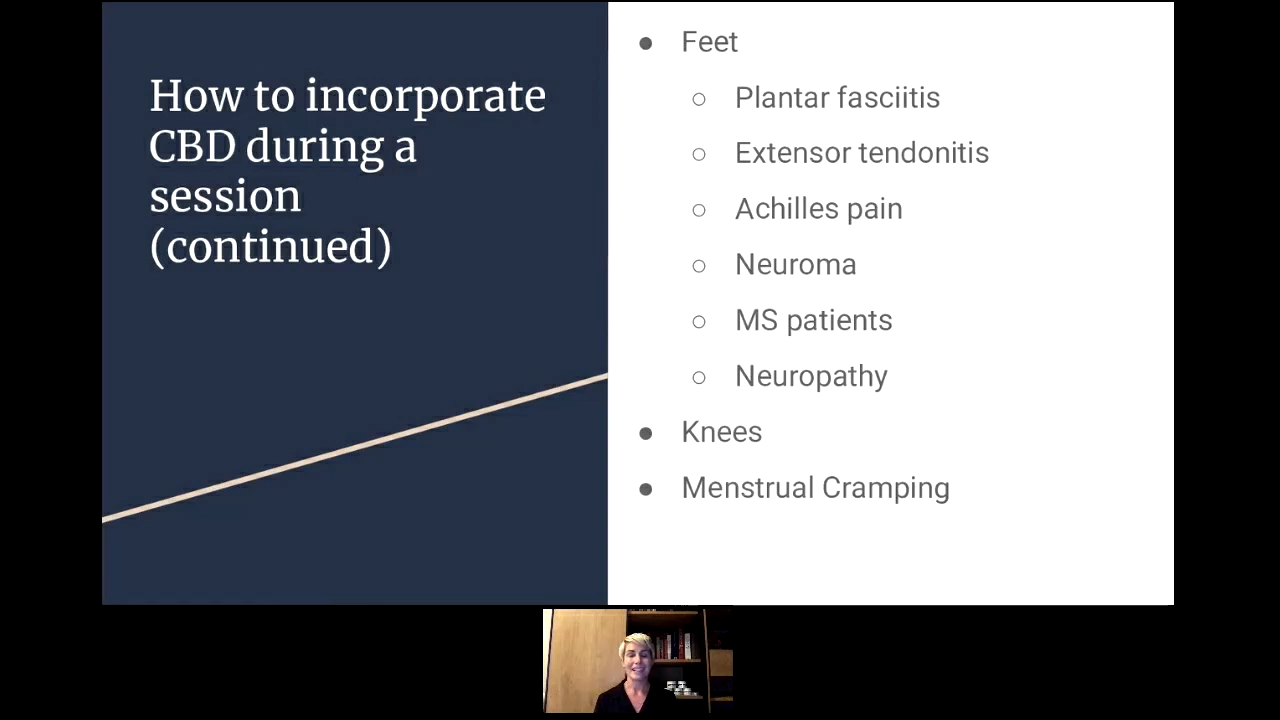 How to incorporate
CBD during a
session
(continued)
● Feet
○ Plantar fasciitis
○ Extensor tendonitis
○ Achilles pain
○ Neuroma
○ MS patients
○ Neuropathy
● Knees
● Menstrual Cramping